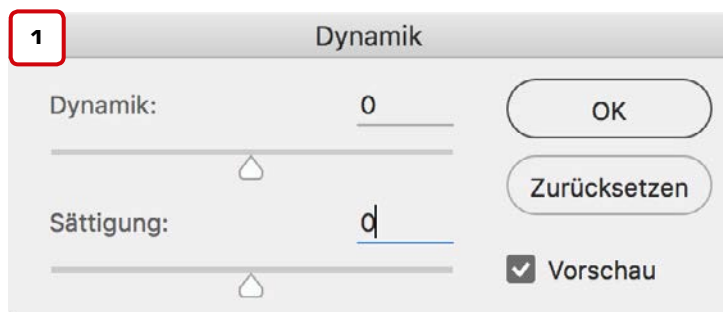 1
Dynamik
Dynamik: 0
OK
Zurücksetzen
Sättigung: 0
Vorschau